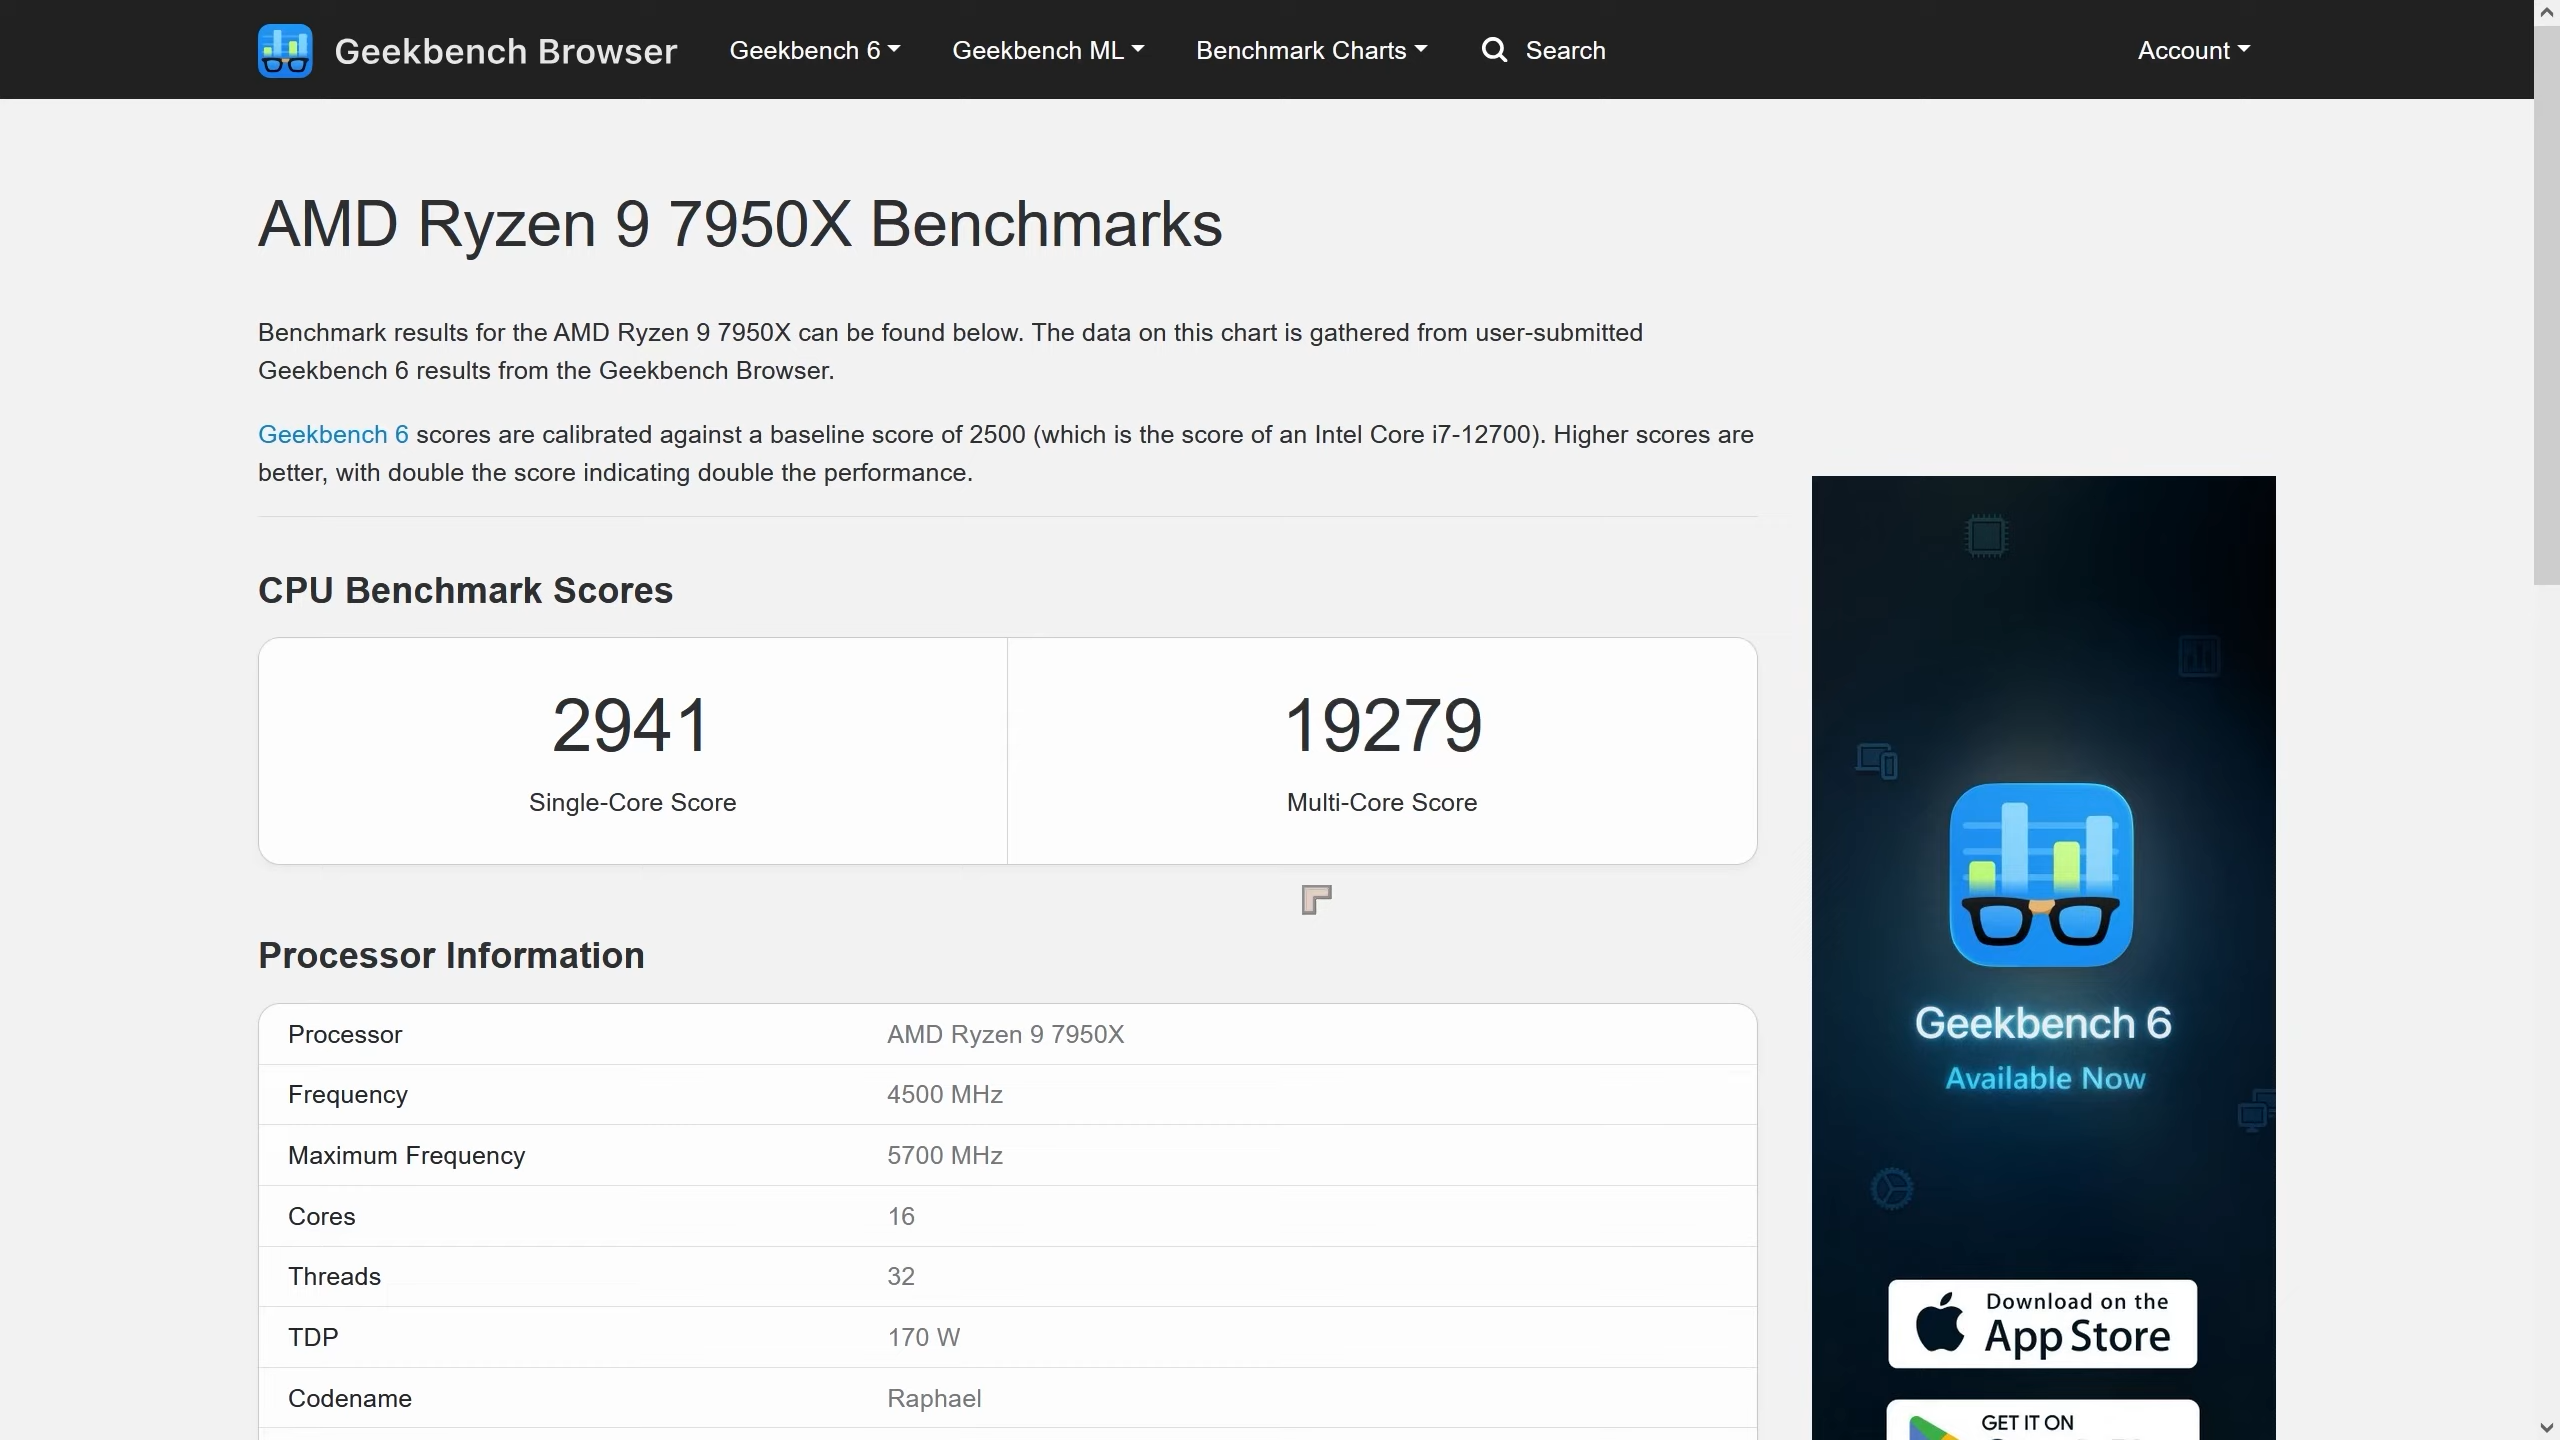 Geekbench Browser Geekbench 6 Geekbench ML Benchmark Charts Search Account
AMD Ryzen 9 7950X Benchmarks
Benchmark results for the AMD Ryzen 9 7950X can be found below. The data on this chart is gathered from user-submitted
Geekbench 6 results from the Geekbench Browser.
Geekbench 6 scores are calibrated against a baseline score of 2500 (which is the score of an Intel Core i7-12700). Higher scores are
better, with double the score indicating double the performance.
CPU Benchmark Scores
2941
Single-Core Score
19279
Multi-Core Score
Processor Information
Processor AMD Ryzen 9 7950X
Frequency 4500 MHz
Maximum Frequency 5700 MHz
Cores 16
Threads 32
TDP 170 W
Codename Raphael
Geekbench 6
Available Now
Download on the
App Store
GET IT ON